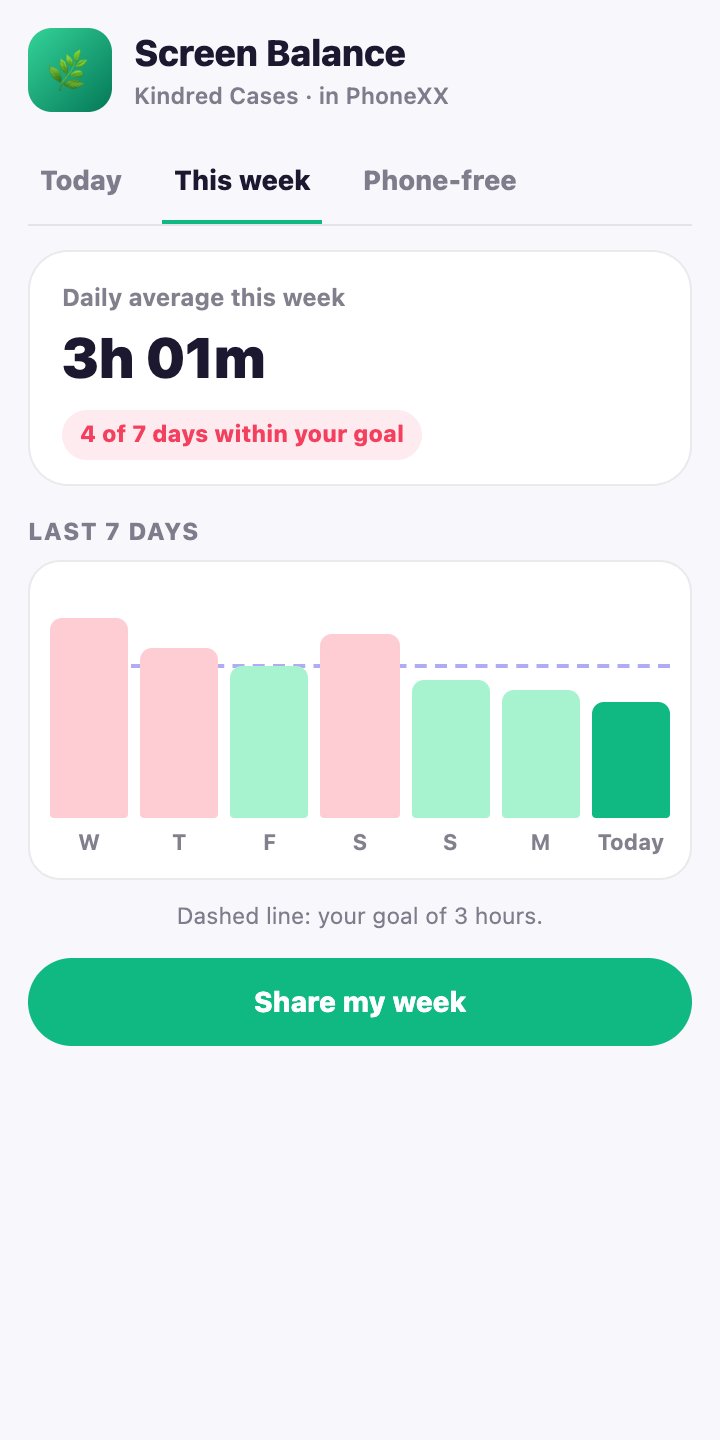 Screen Balance
Kindred Cases · in PhoneXX
Today This week Phone-free
Daily average this week
3h 01m
4 of 7 days within your goal
LAST 7 DAYS
W T F S S M Today
Dashed line: your goal of 3 hours.
Share my week